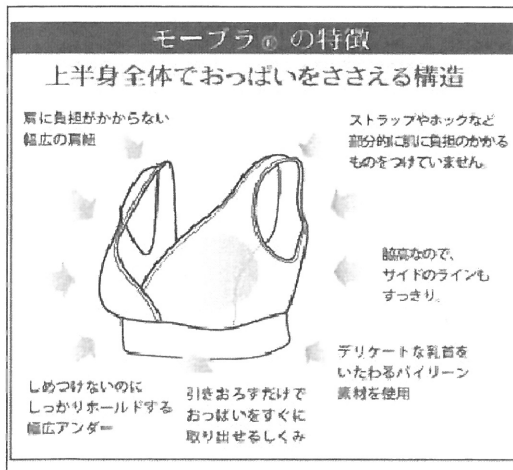 モーブラ® の特徴
上半身全体でおっぱいをささえる構造
肩に負担がかからない
幅広の肩紐
ストラップやホックなど
部分的に肌に負担のかかる
ものをつけていません。
脇高なので、
サイドのラインも
すっきり。
デリケートな乳首を
いたわるパイリーン
素材を使用
しめつけないのに
しっかりホールドする
幅広アンダー
引きおろすだけで
おっぱいをすぐに
取り出せるしくみ